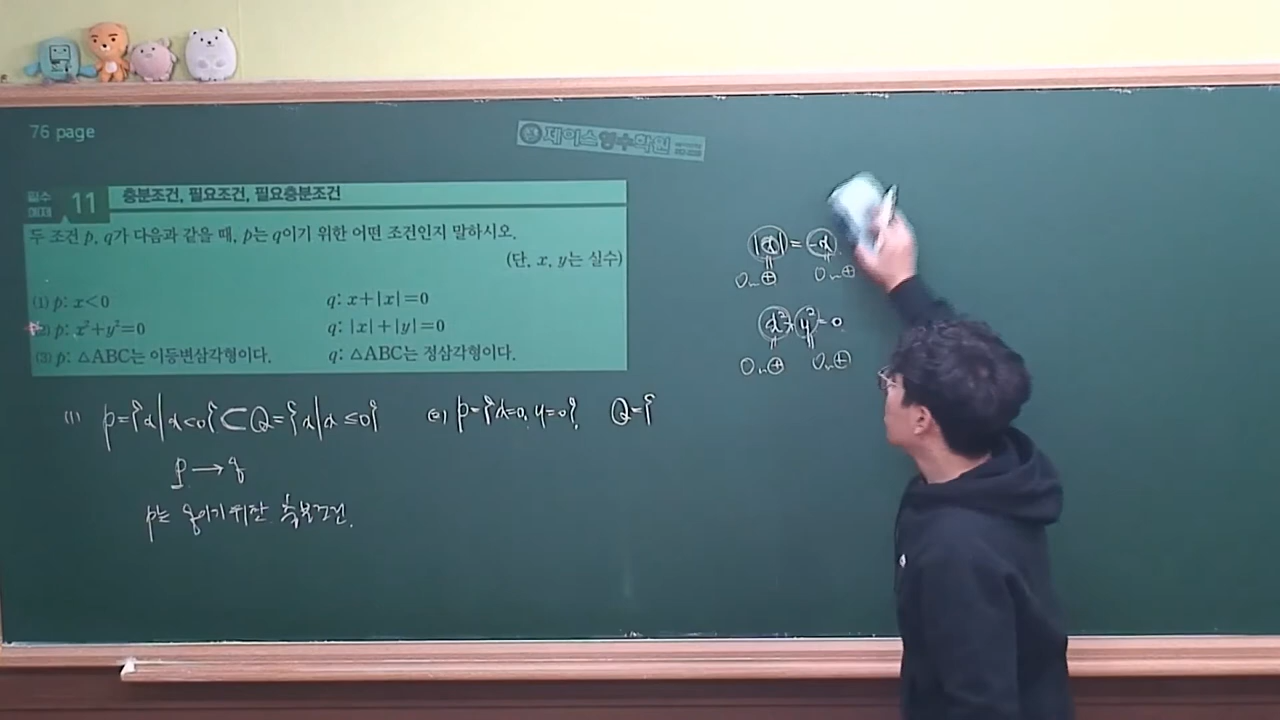 76 page
제이스영수학원
필수 예제 11 충분조건, 필요조건, 필요충분조건
두 조건 p, q가 다음과 같을 때, p는 q이기 위한 어떤 조건인지 말하시오.
(단, x, y는 실수)
(1) p: x<0 q: x+|x|=0
(2) p: x²+y²=0 q: |x|+|y|=0
(3) p: △ABC는 이등변삼각형이다. q: △ABC는 정삼각형이다.
(1) P={x|x<0}⊂Q={x|x≤0}
p→q
p는 q이기 위한 충분조건.
(2) P={x=0, y=0}, Q={
|x|=-x
0 or ⊕ 0 or ⊕
x²+y²=0
0 or ⊕ 0 or ⊕